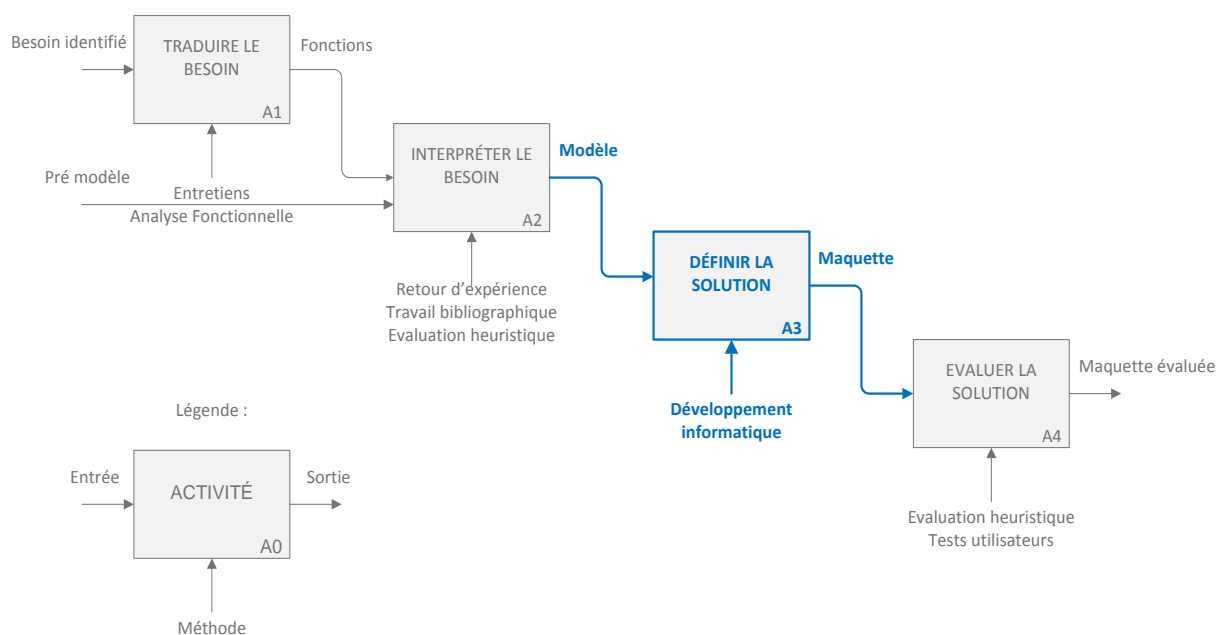 Besoin identifié
TRADUIRE LE
BESOIN
A1
Fonctions
Pré modèle
Entretiens
Analyse Fonctionnelle
INTERPRÉTER LE
BESOIN
A2
Modèle
Retour d’expérience
Travail bibliographique
Evaluation heuristique
DÉFINIR LA
SOLUTION
A3
Maquette
Développement
informatique
EVALUER LA
SOLUTION
A4
Maquette évaluée
Evaluation heuristique
Tests utilisateurs
Légende :
Entrée
ACTIVITÉ
A0
Sortie
Méthode